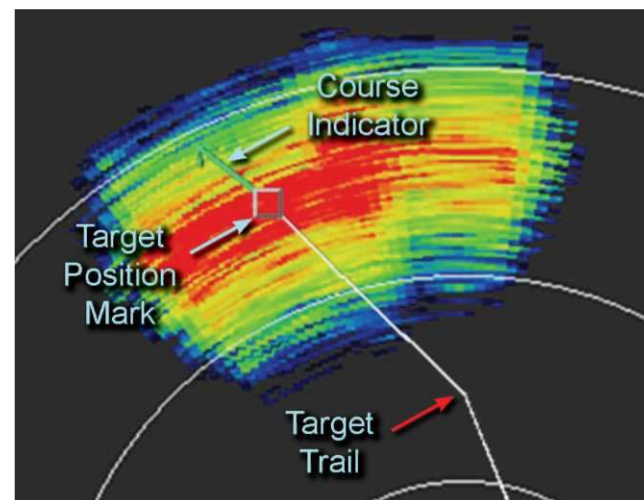 Course
Indicator
Target
Position
Mark
Target
Trail